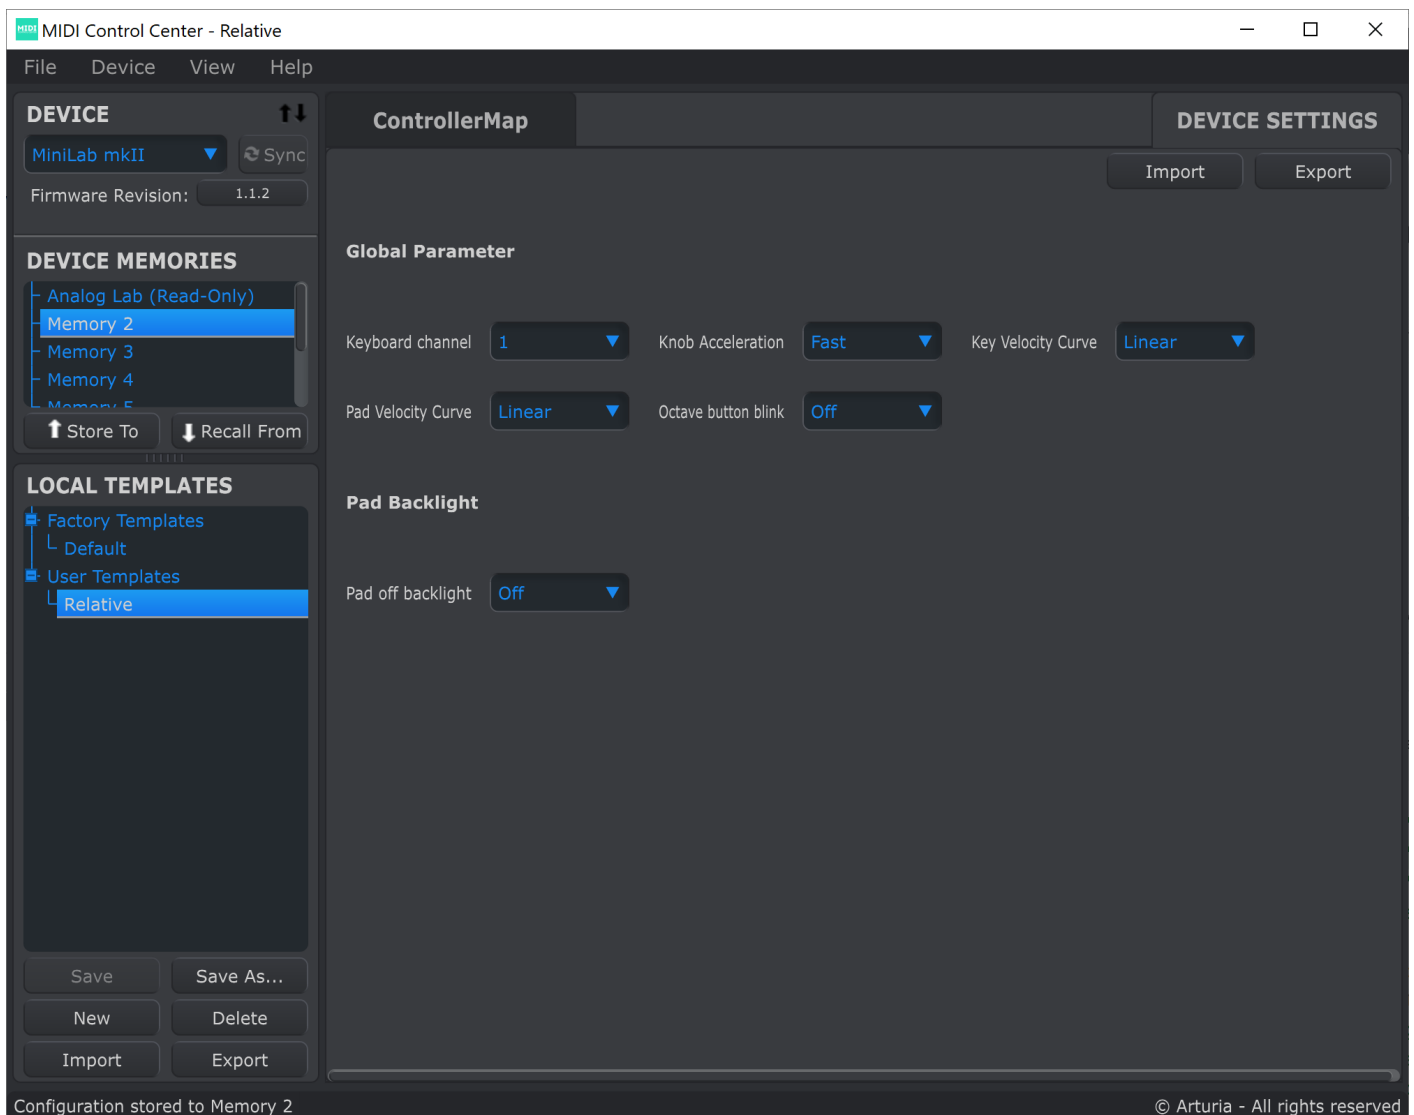 MIDI MIDI Control Center - Relative
File Device View Help
DEVICE
MiniLab mkII
Sync
Firmware Revision: 1.1.2
DEVICE MEMORIES
Analog Lab (Read-Only)
Memory 2
Memory 3
Memory 4
Memory 5
Store To
Recall From
LOCAL TEMPLATES
Factory Templates
Default
User Templates
Relative
Save
Save As...
New
Delete
Import
Export
ControllerMap
DEVICE SETTINGS
Import
Export
Global Parameter
Keyboard channel 1
Knob Acceleration Fast
Key Velocity Curve Linear
Pad Velocity Curve Linear
Octave button blink Off
Pad Backlight
Pad off backlight Off
Configuration stored to Memory 2
© Arturia - All rights reserved